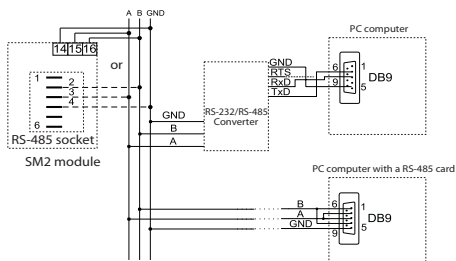 A B GND
PC computer
14 15 16
or
1
2
3
4
6
RS-485 socket
SM2 module
GND
RTS
RxD
TxD
6
1
9
5
DB9
RS-232/RS-485
Converter
GND
B
A
PC computer with a RS-485 card
B
A
GND
6
1
9
5
DB9